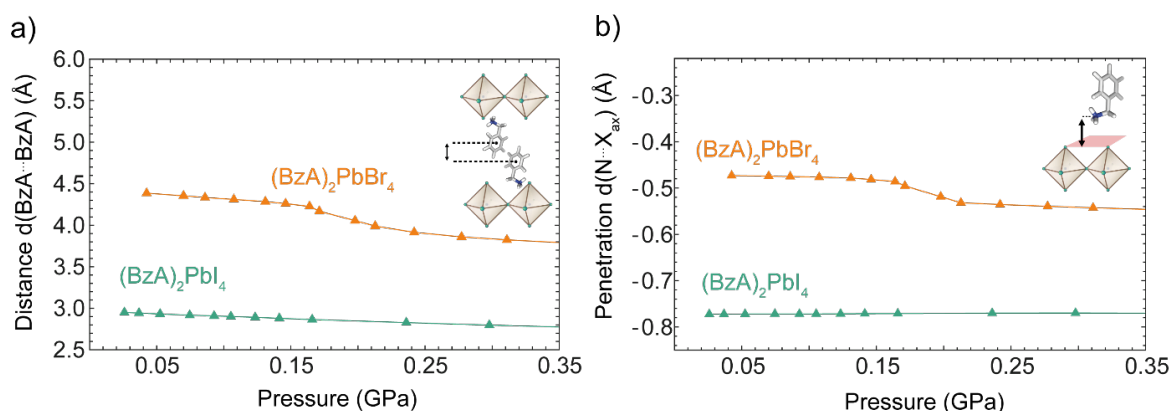 a)
Distance d(BzA···BzA) (Å)
6.0
5.5
5.0
4.5
4.0
3.5
3.0
2.5
(BzA)₂PbBr₄
(BzA)₂PbI₄
0.05
0.15
0.25
0.35
Pressure (GPa)
b)
Penetration d(N···Xₐₓ) (Å)
-0.3
-0.4
-0.5
-0.6
-0.7
-0.8
(BzA)₂PbBr₄
(BzA)₂PbI₄
0.05
0.15
0.25
0.35
Pressure (GPa)